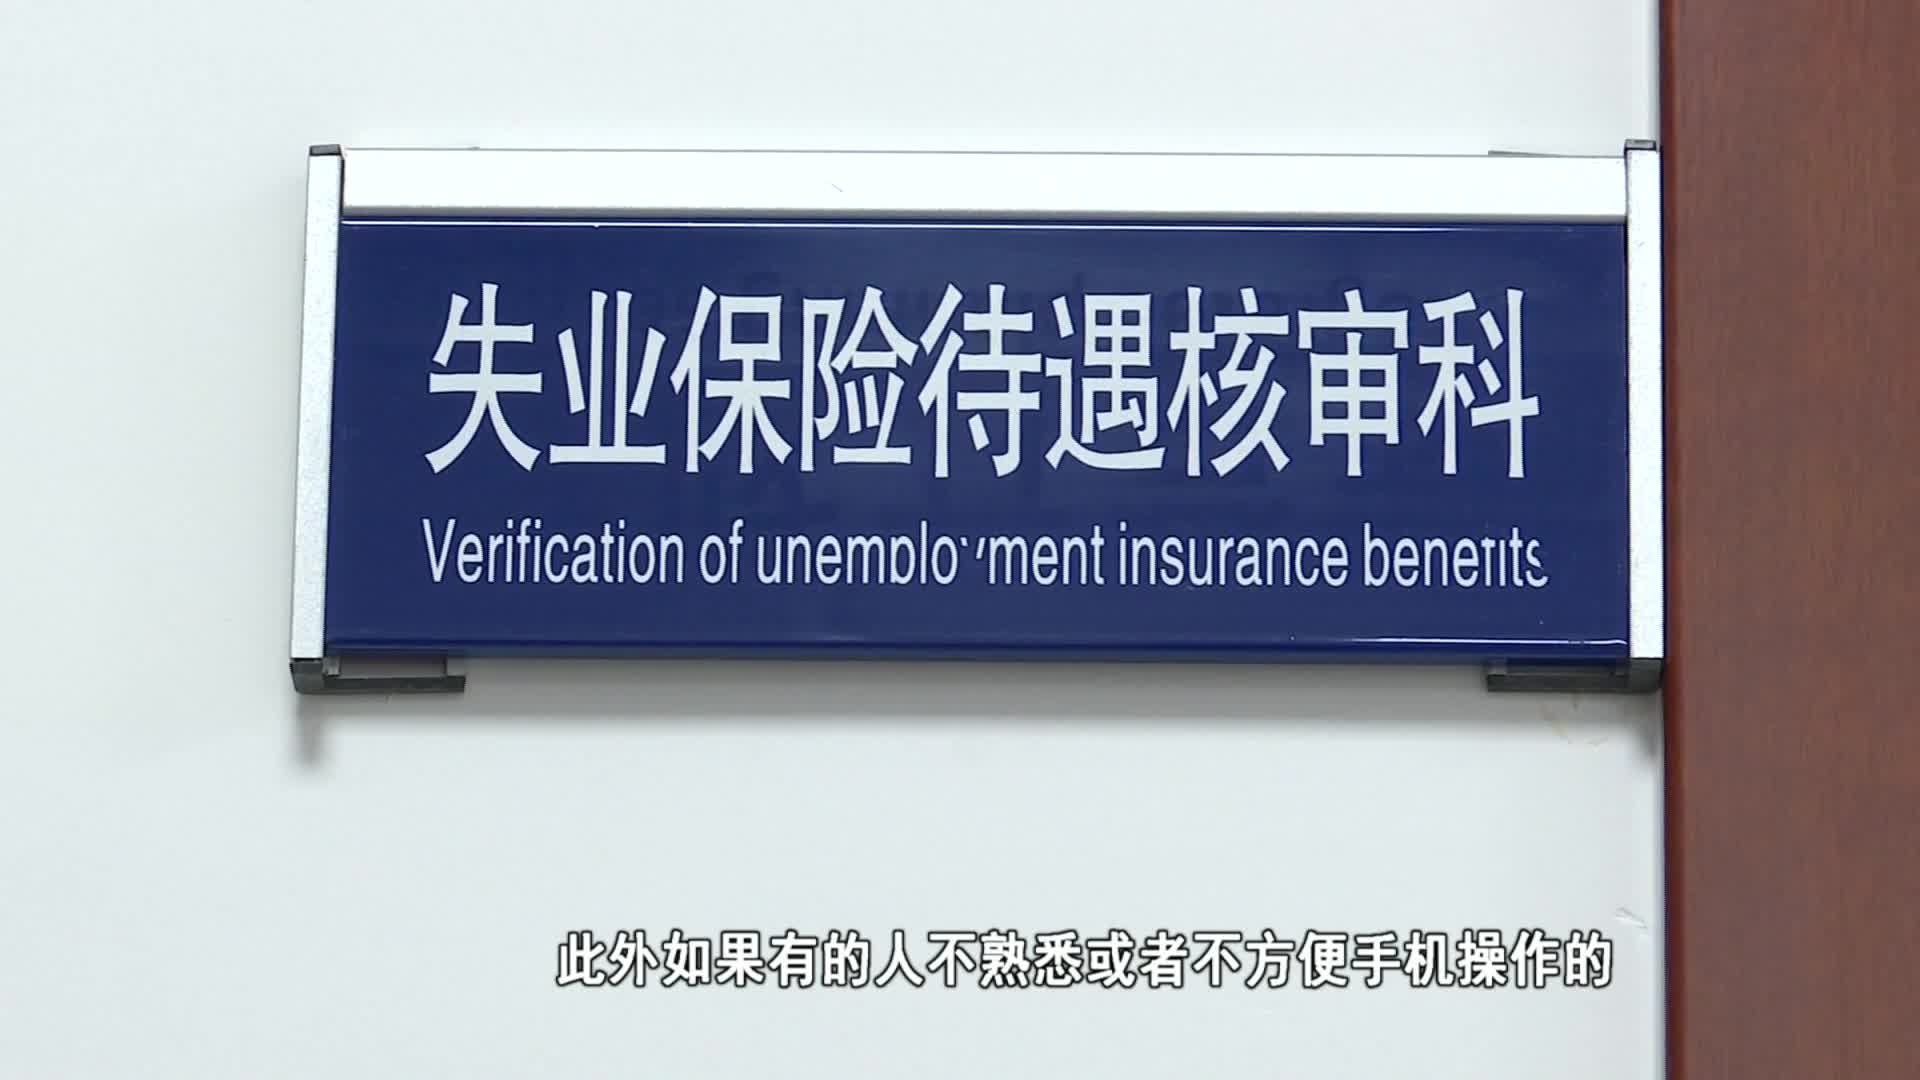 失业保险待遇核审科
Verification of unemployment insurance benefits
此外如果有的人不熟悉或者不方便手机操作的